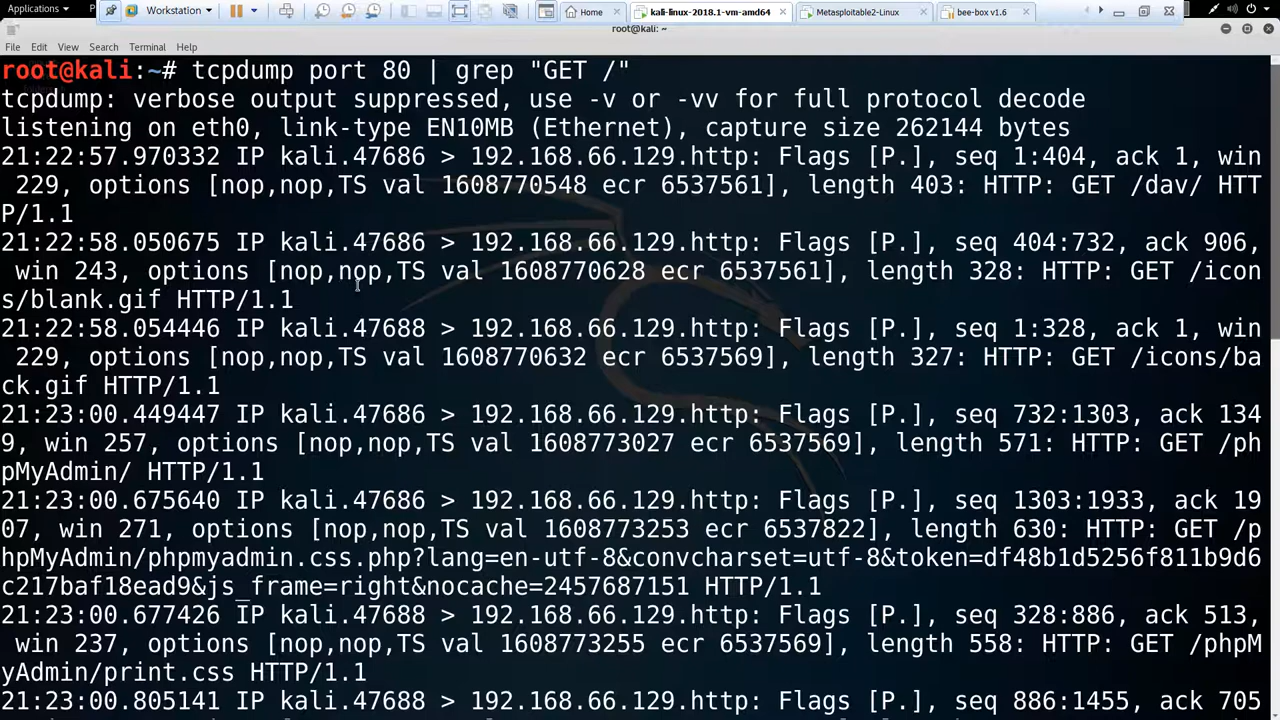 Applications
Workstation
Home
kali-linux-2018.1-vm-amd64
Metasploitable2-Linux
bee-box v1.6
root@kali: ~
File Edit View Search Terminal Help
root@kali:~# tcpdump port 80 | grep "GET /"
tcpdump: verbose output suppressed, use -v or -vv for full protocol decode
listening on eth0, link-type EN10MB (Ethernet), capture size 262144 bytes
21:22:57.970332 IP kali.47686 > 192.168.66.129.http: Flags [P.], seq 1:404, ack 1, win
229, options [nop,nop,TS val 1608770548 ecr 6537561], length 403: HTTP: GET /dav/ HTT
P/1.1
21:22:58.050675 IP kali.47686 > 192.168.66.129.http: Flags [P.], seq 404:732, ack 906,
win 243, options [nop,nop,TS val 1608770628 ecr 6537561], length 328: HTTP: GET /icon
s/blank.gif HTTP/1.1
21:22:58.054446 IP kali.47688 > 192.168.66.129.http: Flags [P.], seq 1:328, ack 1, win
229, options [nop,nop,TS val 1608770632 ecr 6537569], length 327: HTTP: GET /icons/ba
ck.gif HTTP/1.1
21:23:00.449447 IP kali.47686 > 192.168.66.129.http: Flags [P.], seq 732:1303, ack 134
9, win 257, options [nop,nop,TS val 1608773027 ecr 6537569], length 571: HTTP: GET /ph
pMyAdmin/ HTTP/1.1
21:23:00.675640 IP kali.47686 > 192.168.66.129.http: Flags [P.], seq 1303:1933, ack 19
07, win 271, options [nop,nop,TS val 1608773253 ecr 6537822], length 630: HTTP: GET /p
hpMyAdmin/phpmyadmin.css.php?lang=en-utf-8&convcharset=utf-8&token=df48b1d5256f811b9d6
c217baf18ead9&js_frame=right&nocache=2457687151 HTTP/1.1
21:23:00.677426 IP kali.47688 > 192.168.66.129.http: Flags [P.], seq 328:886, ack 513,
win 237, options [nop,nop,TS val 1608773255 ecr 6537569], length 558: HTTP: GET /phpM
yAdmin/print.css HTTP/1.1
21:23:00.805141 IP kali.47688 > 192.168.66.129.http: Flags [P.], seq 886:1455, ack 705